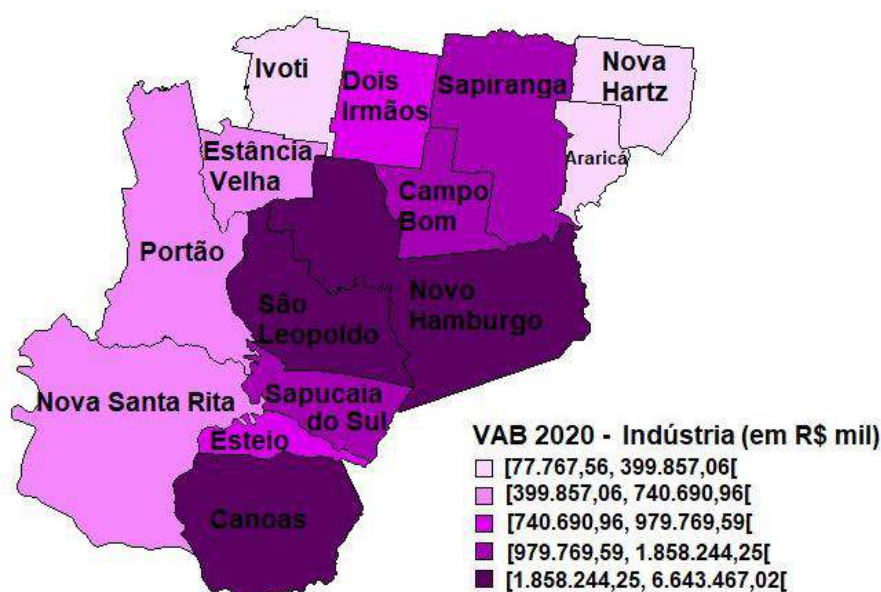 Ivoti
Dois
Irmãos
Sapiranga
Nova
Hartz
Araricá
Estância
Velha
Campo
Bom
Portão
São
Leopoldo
Novo
Hamburgo
Nova Santa Rita
Sapucaia
do Sul
Esteio
Canoas
VAB 2020 - Indústria (em R$ mil)
[77.767,56, 399.857,06[
[399.857,06, 740.690,96[
[740.690,96, 979.769,59[
[979.769,59, 1.858.244,25[
[1.858.244,25, 6.643.467,02[